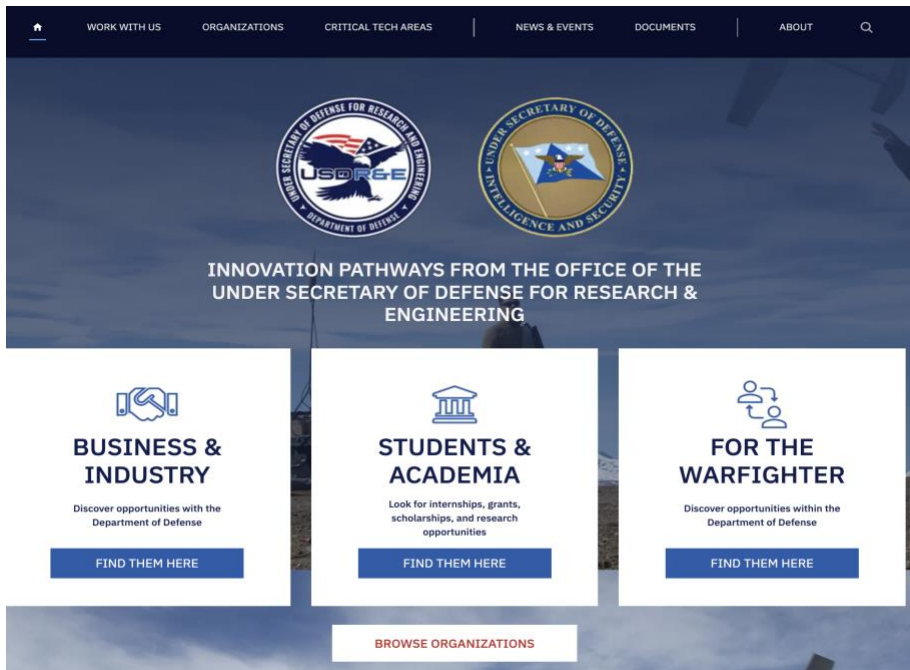 WORK WITH US ORGANIZATIONS CRITICAL TECH AREAS NEWS & EVENTS DOCUMENTS ABOUT
UNDER SECRETARY OF DEFENSE FOR RESEARCH AND ENGINEERING
USDR&E
DEPARTMENT OF DEFENSE
UNDER SECRETARY OF DEFENSE
INTELLIGENCE AND SECURITY
INNOVATION PATHWAYS FROM THE OFFICE OF THE
UNDER SECRETARY OF DEFENSE FOR RESEARCH &
ENGINEERING
BUSINESS &
INDUSTRY
Discover opportunities with the
Department of Defense
FIND THEM HERE
STUDENTS &
ACADEMIA
Look for internships, grants,
scholarships, and research
opportunities
FIND THEM HERE
FOR THE
WARFIGHTER
Discover opportunities within the
Department of Defense
FIND THEM HERE
BROWSE ORGANIZATIONS